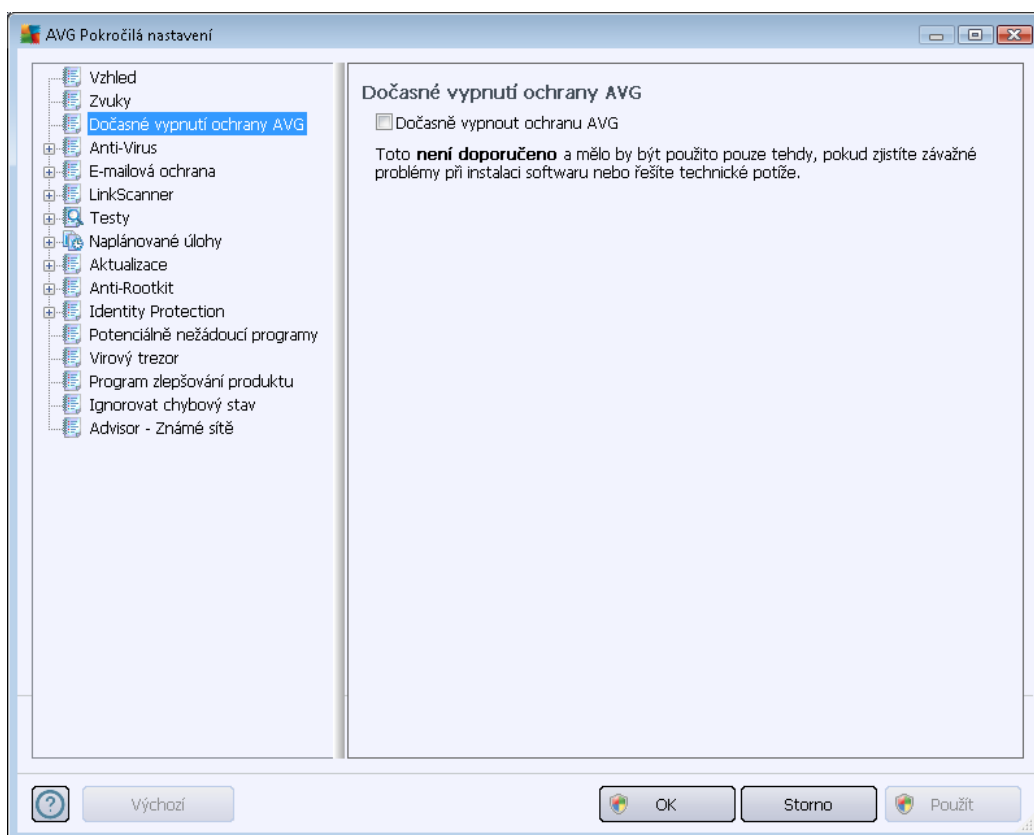 AVG Pokročilá nastavení
Vzhled
Zvuky
Dočasné vypnutí ochrany AVG
Anti-Virus
E-mailová ochrana
LinkScanner
Testy
Naplánované úlohy
Aktualizace
Anti-Rootkit
Identity Protection
Potenciálně nežádoucí programy
Virový trezor
Program zlepšování produktu
Ignorovat chybový stav
Advisor - Známé sítě
Dočasné vypnutí ochrany AVG
Dočasně vypnout ochranu AVG
Toto není doporučeno a mělo by být použito pouze tehdy, pokud zjistíte závažné
problémy při instalaci softwaru nebo řešíte technické potíže.
Výchozí
OK
Storno
Použít